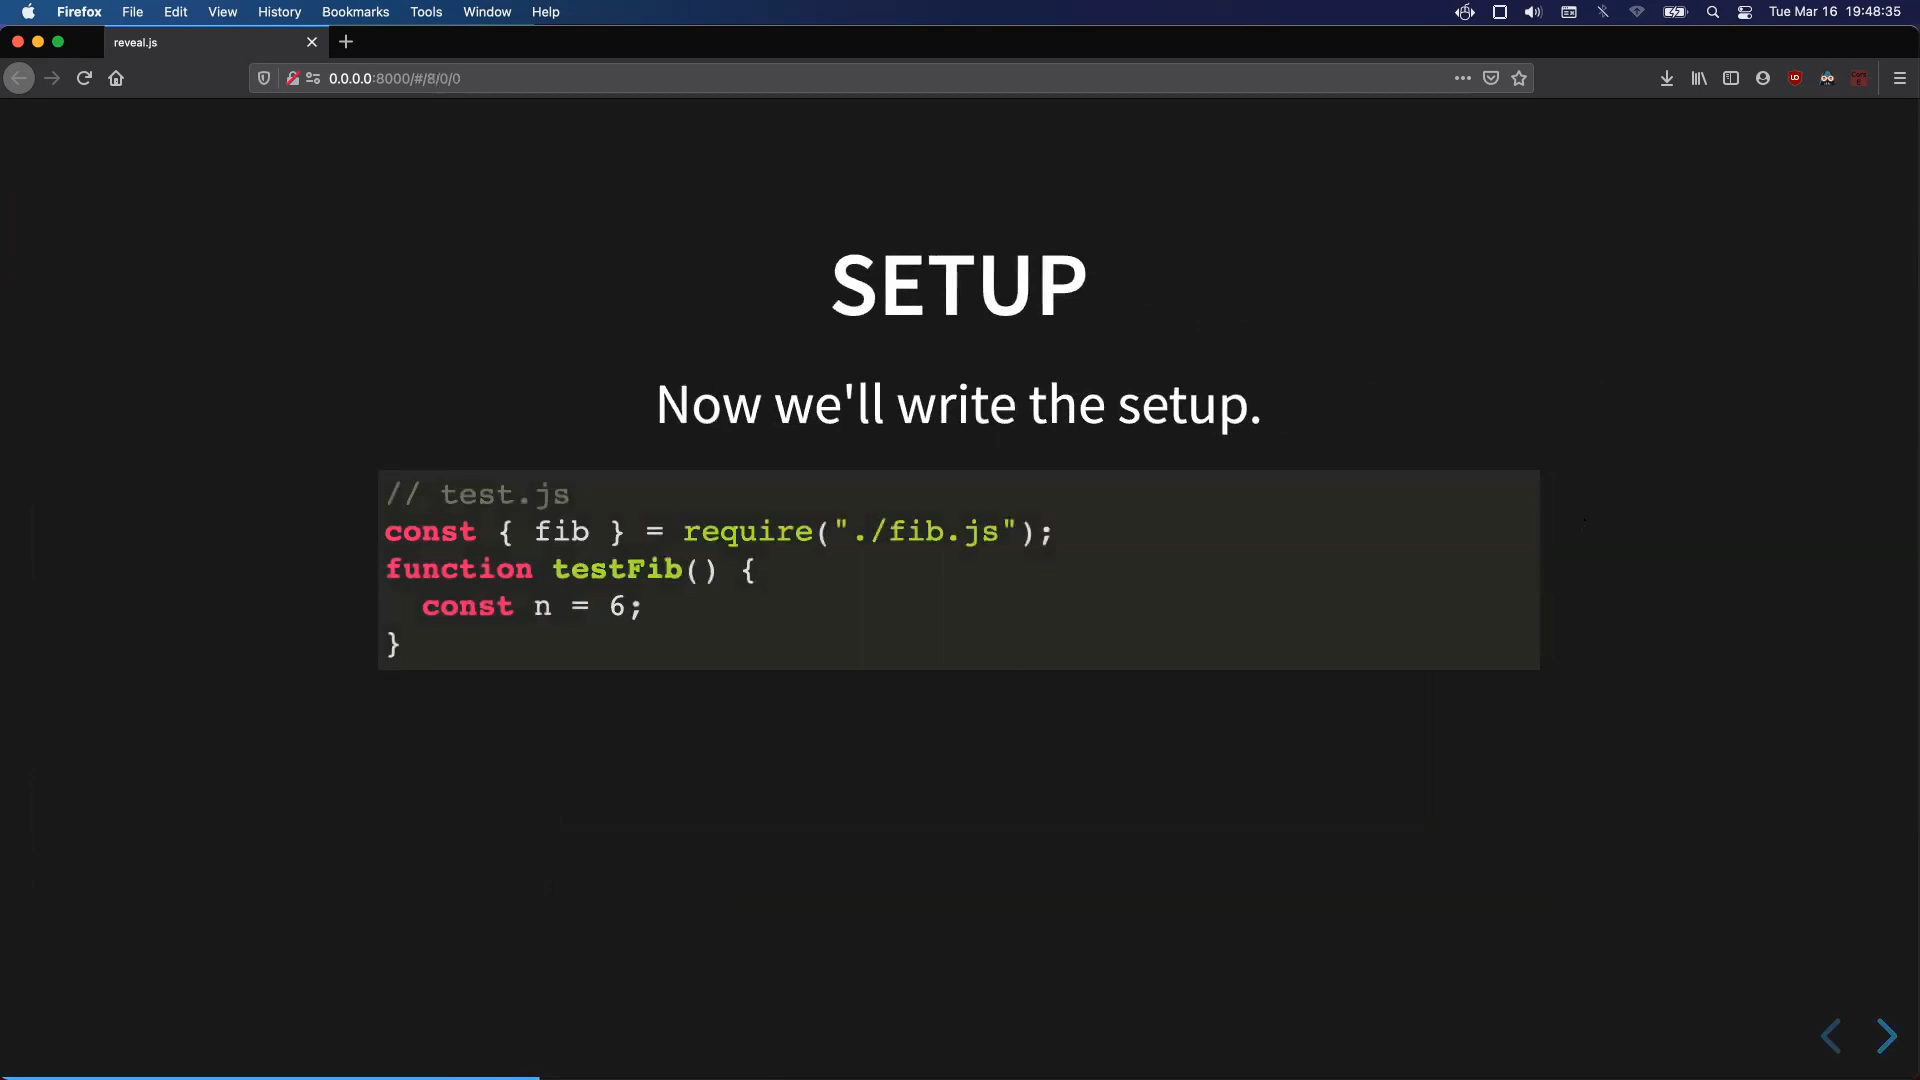 Firefox File Edit View History Bookmarks Tools Window Help Tue Mar 16 19:48:35
reveal.js
0.0.0.0:8000/#/8/0/0
SETUP
Now we'll write the setup.
// test.js
const { fib } = require("./fib.js");
function testFib() {
  const n = 6;
}